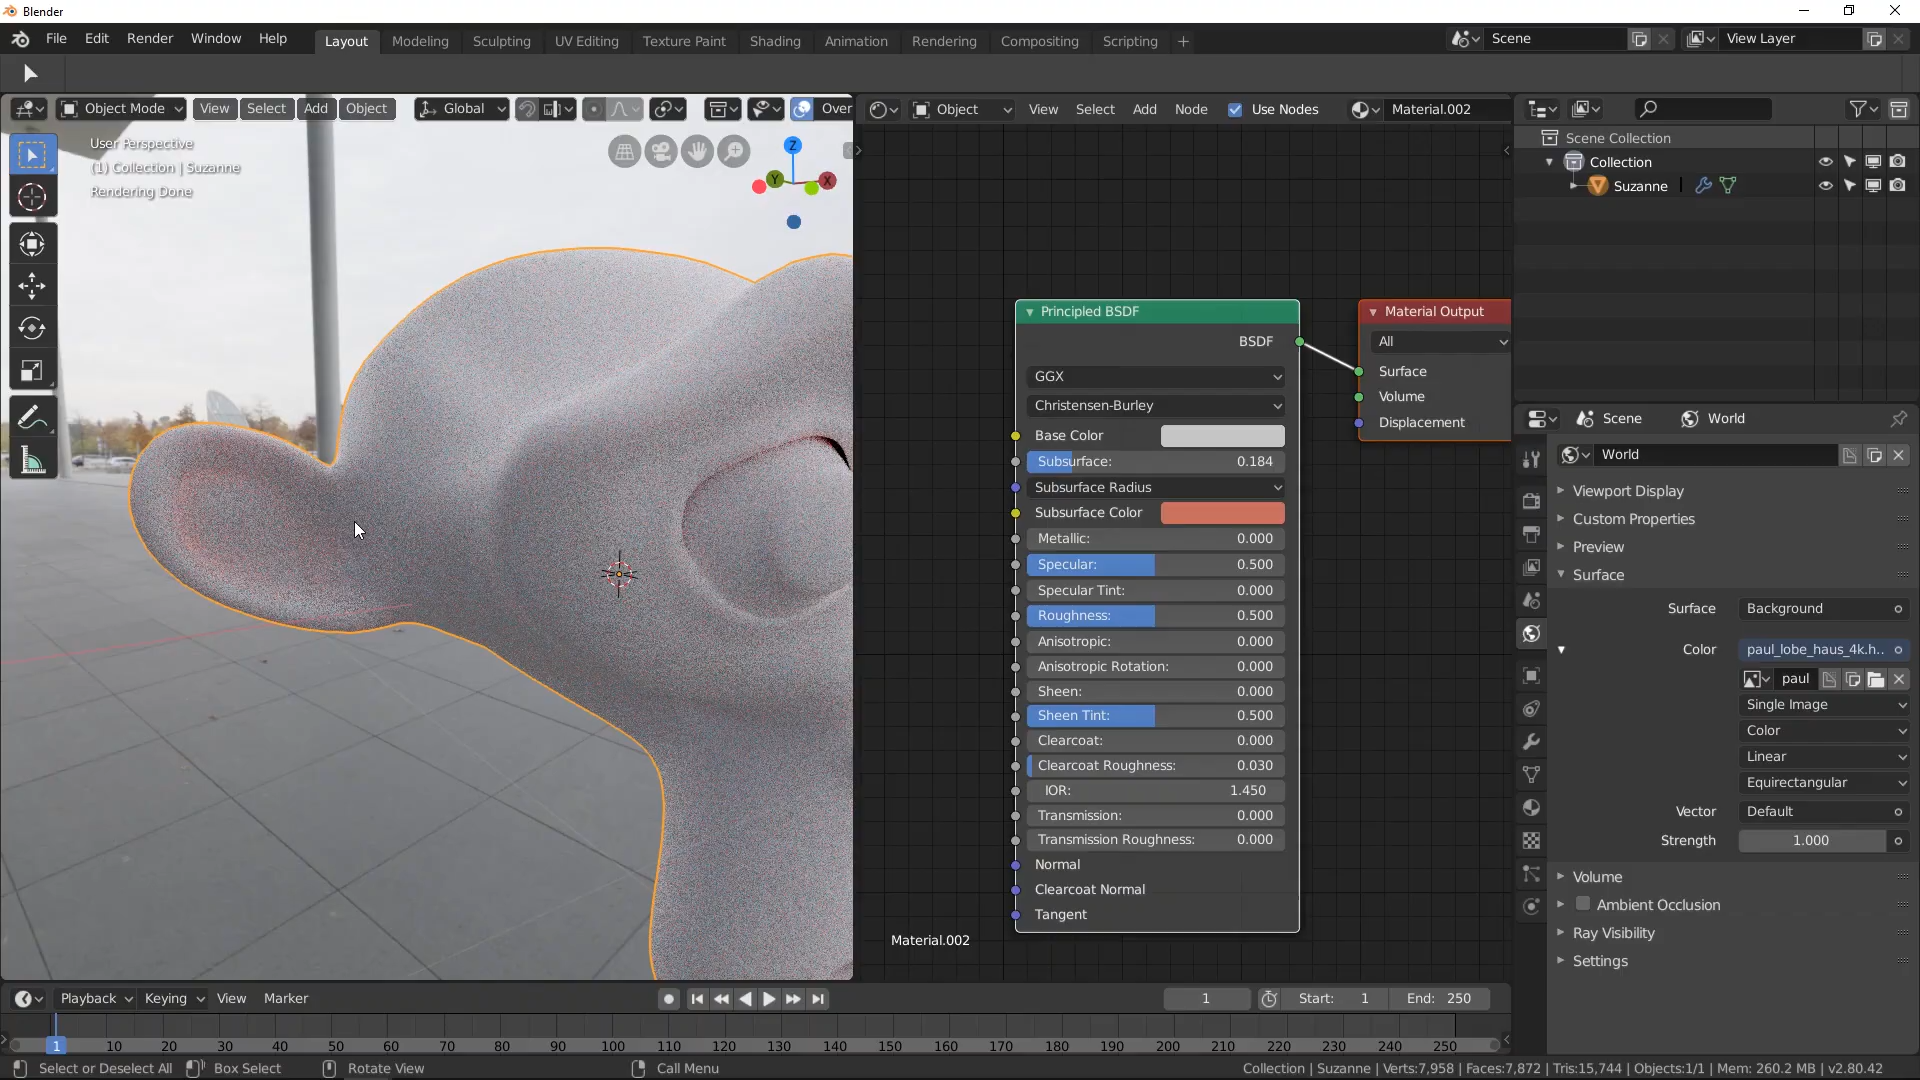 Blender
File Edit Render Window Help
Layout Modeling Sculpting UV Editing Texture Paint Shading Animation Rendering Compositing Scripting +
Scene
View Layer
Object Mode View Select Add Object Global Over
Object View Select Add Node Use Nodes Material.002
User Perspective
(1) Collection | Suzanne
Rendering Done
Z
Y
X
Scene Collection
Collection
Suzanne
Principled BSDF
BSDF
GGX
Christensen-Burley
Base Color
Subsurface: 0.184
Subsurface Radius
Subsurface Color
Metallic: 0.000
Specular: 0.500
Specular Tint: 0.000
Roughness: 0.500
Anisotropic: 0.000
Anisotropic Rotation: 0.000
Sheen: 0.000
Sheen Tint: 0.500
Clearcoat: 0.000
Clearcoat Roughness: 0.030
IOR: 1.450
Transmission: 0.000
Transmission Roughness: 0.000
Normal
Clearcoat Normal
Tangent
Material.002
Material Output
All
Surface
Volume
Displacement
Scene World
World
Viewport Display
Custom Properties
Preview
Surface
Surface Background
Color paul_lobe_haus_4k.h..
paul
Single Image
Color
Linear
Equirectangular
Vector Default
Strength 1.000
Volume
Ambient Occlusion
Ray Visibility
Settings
Playback Keying View Marker
1 Start: 1 End: 250
1 10 20 30 40 50 60 70 80 90 100 110 120 130 140 150 160 170 180 190 200 210 220 230 240 250
Select or Deselect All Box Select Rotate View Call Menu
Collection | Suzanne | Verts:7,958 | Faces:7,872 | Tris:15,744 | Objects:1/1 | Mem: 260.2 MB | v2.80.42